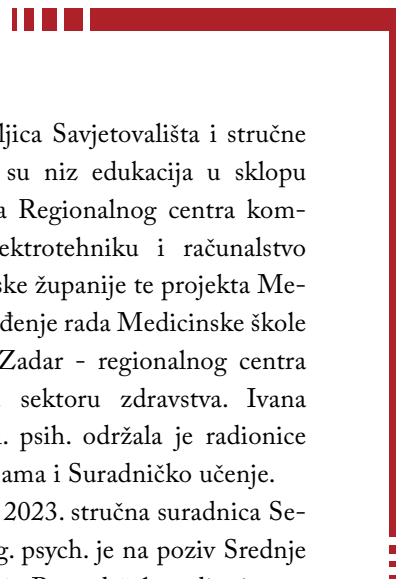 ljica Savjetovališta i stručne
su niz edukacija u sklopu
a Regionalnog centra kom-
ektrotehniku i računalstvo
ske županije te projekta Me-
đenje rada Medicinske škole
Zadar - regionalnog centra
sektoru zdravstva. Ivana
. psih. održala je radionice
ama i Suradničko učenje.
2023. stručna suradnica Se-
g. psych. je na poziv Srednje